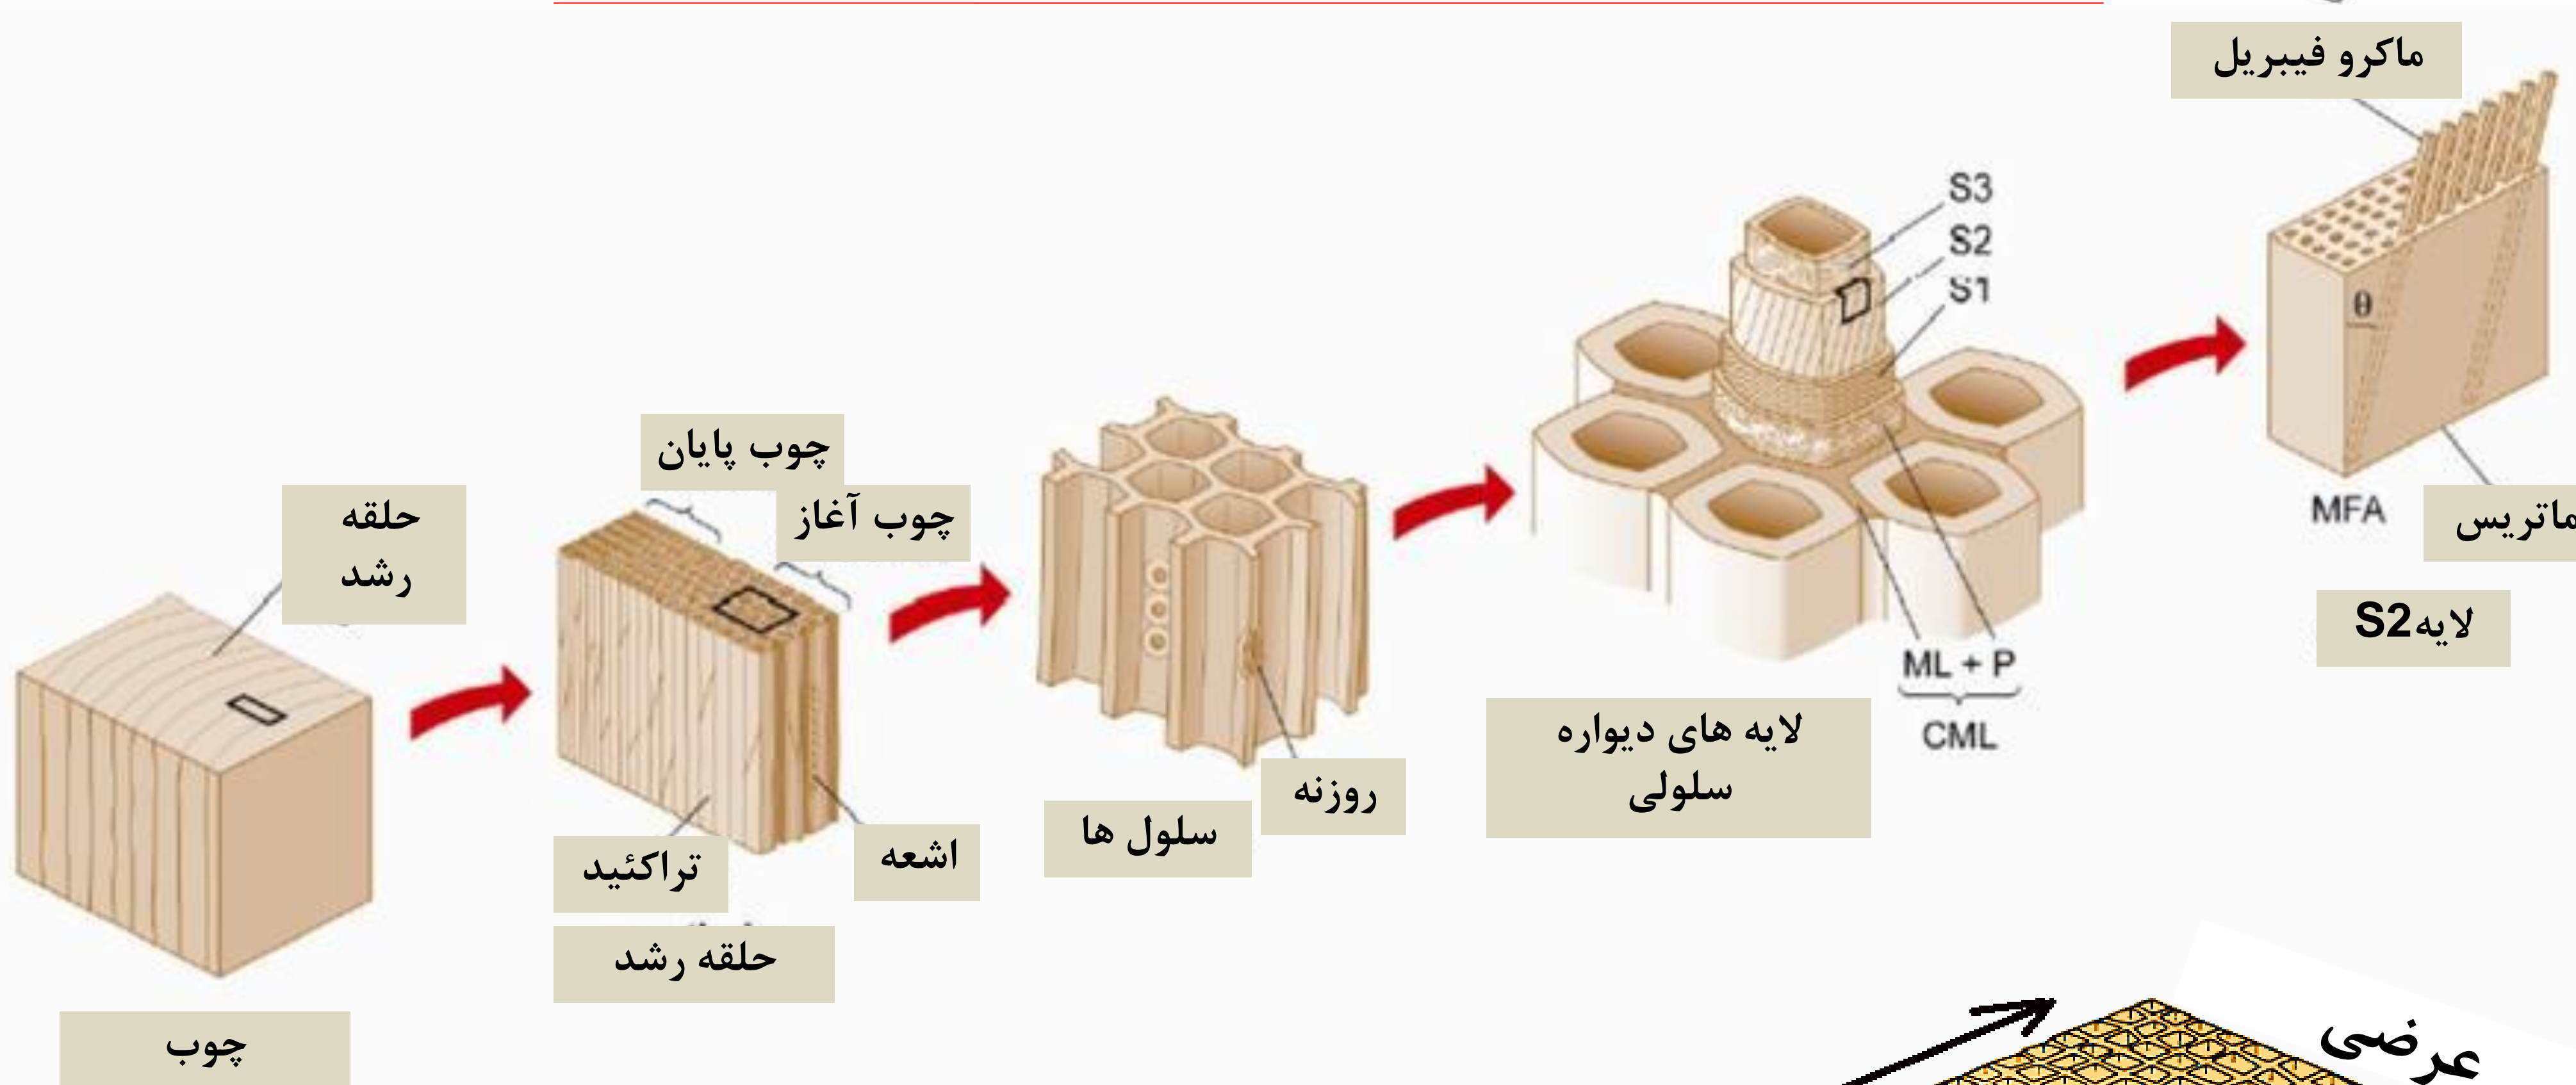 ماکرو فیبریل
S3
S2
S1
θ
MFA
ماتریس
لایهS2
چوب پایان
چوب آغاز
حلقه
رشد
تراکئید
اشعه
حلقه رشد
سلول ها
روزنه
ML + P
CML
لایه های دیواره
سلولی
چوب
عرضی